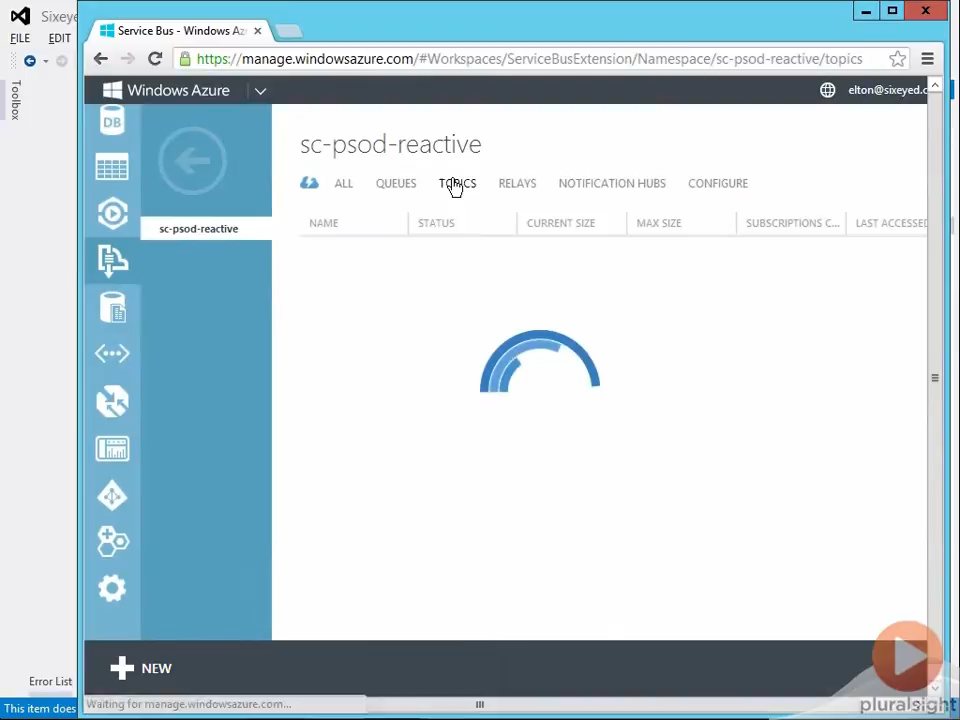 Sixeye
FILE
EDIT
Toolbox
Service Bus - Windows Az
https://manage.windowsazure.com/#Workspaces/ServiceBusExtension/Namespace/sc-psod-reactive/topics
Windows Azure
elton@sixeyed.c
DB
sc-psod-reactive
sc-psod-reactive
ALL
QUEUES
TOPICS
RELAYS
NOTIFICATION HUBS
CONFIGURE
NAME
STATUS
CURRENT SIZE
MAX SIZE
SUBSCRIPTIONS C...
LAST ACCESSED
NEW
Error List
This item does
Waiting for manage.windowsazure.com...
pluralsight